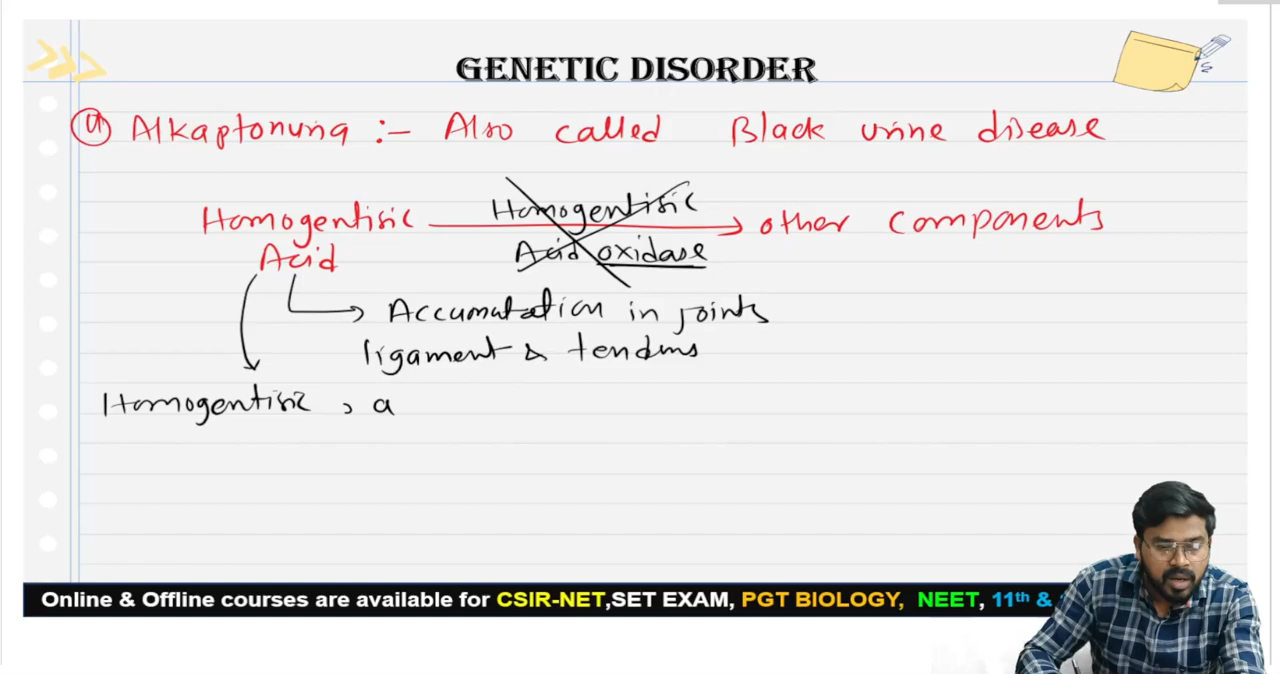 GENETIC DISORDER
④ Alkaptonuria :- Also called Black urine disease
Homogentisic
Acid
Homogentisic
Acid oxidase
other components
Accumutation in joints
ligament & tendons
Homogentisic , a
Online & Offline courses are available for CSIR-NET,SET EXAM, PGT BIOLOGY, NEET, 11th &